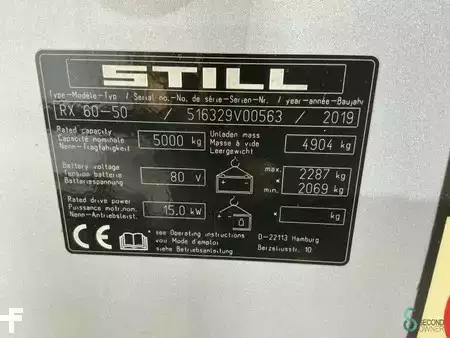 STILL
Type-Modèle-Typ / Serial no.-No. de série-Serien-Nr. / year-année-Baujahr
RX 60-50 / 516329V00563 / 2019
Rated capacity
Capacité nominale
Nenn-Tragfähigkeit
5000 kg
Unladen mass
Masse à vide
Leergewicht
4904 kg
Battery voltage
Tension batterie
Batteriespannung
80 V
max. 2287 kg
min. 2069 kg
Rated drive power
Puissance motr.nom.
Nenn-Antriebsleist.
15.0 kW
* kg
CE
* see Operating instructions
voir Mode d'emploi
siehe Betriebsanleitung
D-22113 Hamburg
Berzeliusstr. 10
F
SECOND
OWNER